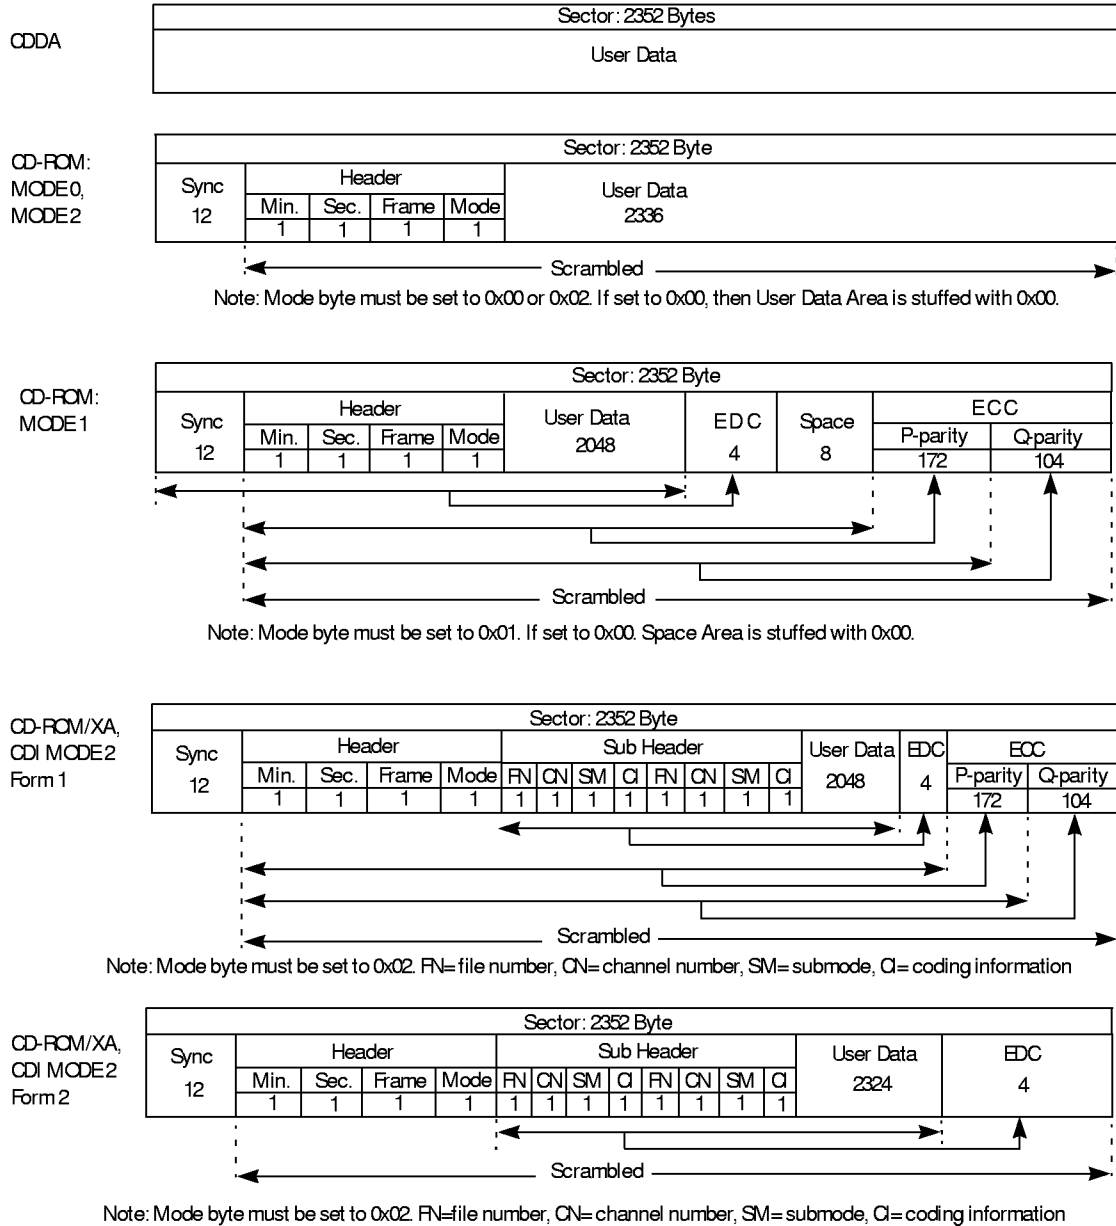 Sector: 2352 Bytes
CDDA
User Data
Sector: 2352 Byte
CD-ROM:
MODE0,
MODE2
Sync
12
Header
Min. Sec. Frame Mode
1 1 1 1
User Data
2336
Scrambled
Note: Mode byte must be set to 0x00 or 0x02. If set to 0x00, then User Data Area is stuffed with 0x00.
Sector: 2352 Byte
CD-ROM:
MODE1
Sync
12
Header
Min. Sec. Frame Mode
1 1 1 1
User Data
2048
EDC
4
Space
8
ECC
P-parity Q-parity
172 104
Scrambled
Note: Mode byte must be set to 0x01. If set to 0x00. Space Area is stuffed with 0x00.
Sector: 2352 Byte
CD-ROM/XA,
CDI MODE2
Form 1
Sync
12
Header
Min. Sec. Frame Mode
1 1 1 1
Sub Header
FN CN SM CI FN CN SM CI
1 1 1 1 1 1 1 1
User Data
2048
EDC
4
ECC
P-parity Q-parity
172 104
Scrambled
Note: Mode byte must be set to 0x02. FN=file number, CN=channel number, SM=submode, CI=coding information
Sector: 2352 Byte
CD-ROM/XA,
CDI MODE2
Form 2
Sync
12
Header
Min. Sec. Frame Mode
1 1 1 1
Sub Header
FN CN SM CI FN CN SM CI
1 1 1 1 1 1 1 1
User Data
2324
EDC
4
Scrambled
Note: Mode byte must be set to 0x02. FN=file number, CN=channel number, SM=submode, CI=coding information